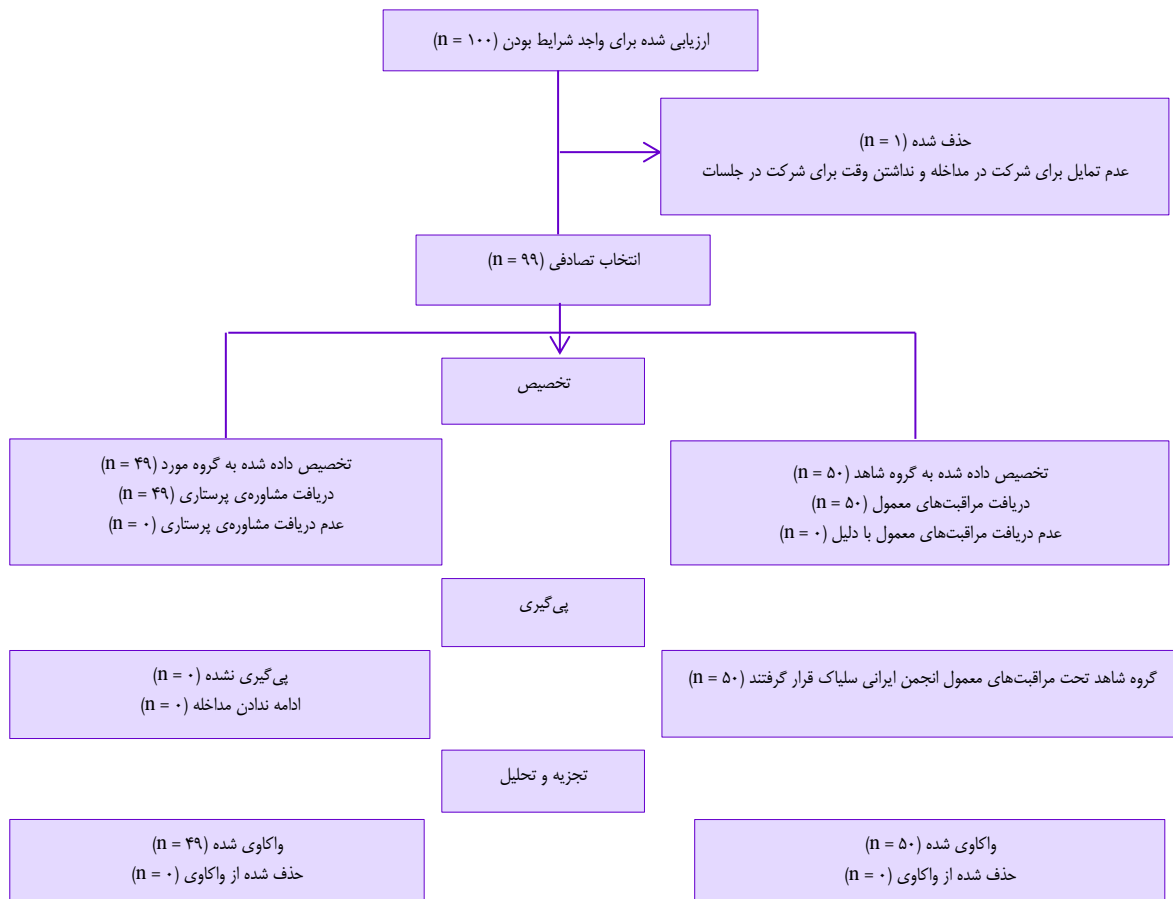 ارزیابی شده برای واجد شرایط بودن (n = ۱۰۰)
حذف شده (n = ۱)
عدم تمایل برای شرکت در مداخله و نداشتن وقت برای شرکت در جلسات
انتخاب تصادفی (n = ۹۹)
تخصیص
تخصیص داده شده به گروه شاهد (n = ۵۰)
دریافت مراقبت‌های معمول (n = ۵۰)
عدم دریافت مراقبت‌های معمول با دلیل (n = ۰)
تخصیص داده شده به گروه مورد (n = ۴۹)
دریافت مشاوره‌ی پرستاری (n = ۴۹)
عدم دریافت مشاوره‌ی پرستاری (n = ۰)
پی‌گیری
گروه شاهد تحت مراقبت‌های معمول انجمن ایرانی سلیاک قرار گرفتند (n = ۵۰)
پی‌گیری نشده (n = ۰)
ادامه ندادن مداخله (n = ۰)
تجزیه و تحلیل
واکاوی شده (n = ۵۰)
حذف شده از واکاوی (n = ۰)
واکاوی شده (n = ۴۹)
حذف شده از واکاوی (n = ۰)